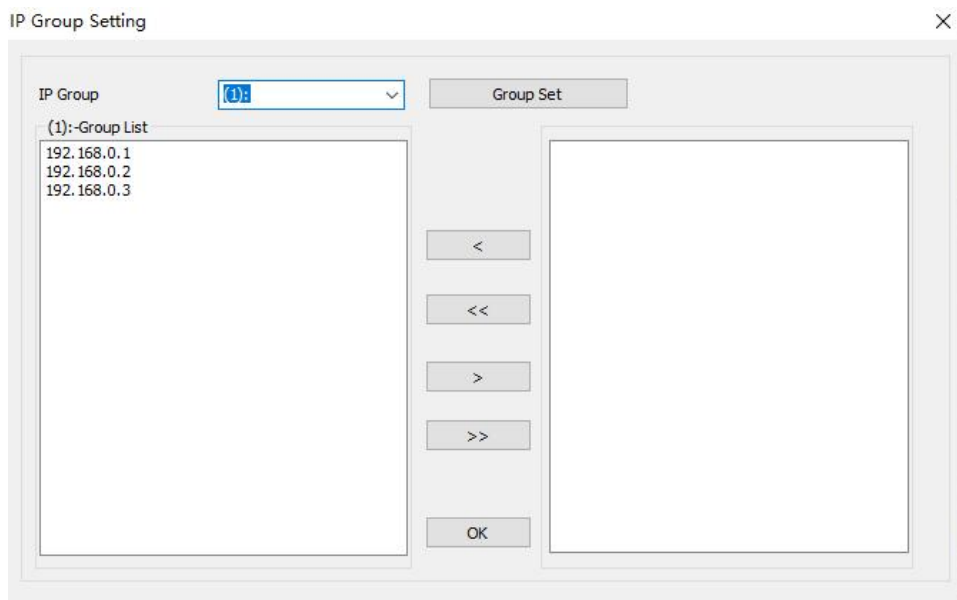 IP Group Setting
IP Group
(1):
Group Set
(1):-Group List
192.168.0.1
192.168.0.2
192.168.0.3
<
<<
>
>>
OK